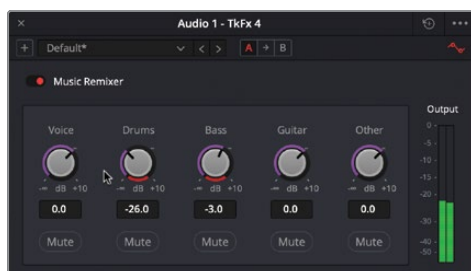 Audio 1 - TkFx 4
Default*
A B
Music Remixer
Voice Drums Bass Guitar Other
-∞ dB +10 -∞ dB +10 -∞ dB +10 -∞ dB +10 -∞ dB +10
0.0 -26.0 -3.0 0.0 0.0
Mute Mute Mute Mute Mute
Output
0
-5
-10
-15
-20
-30
-40
-50